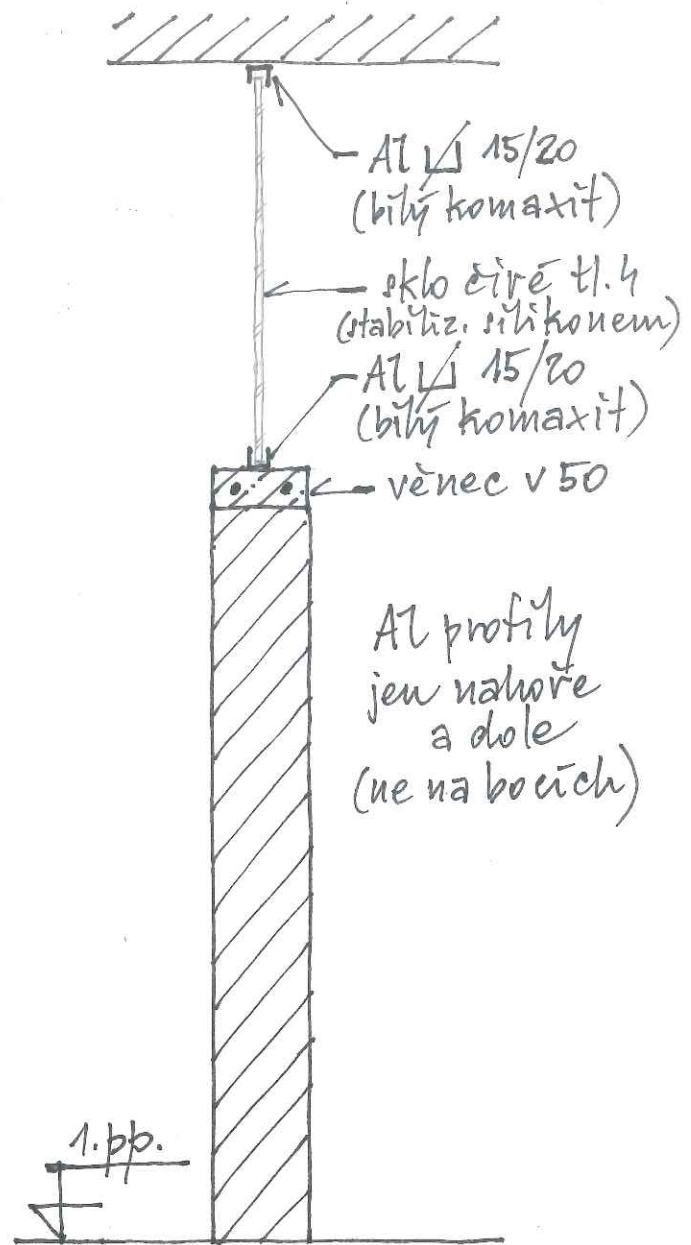 Al 15/20
(bílý komaxit)
sklo čiré tl. 4
(stabiliz. silikonem)
Al 15/20
(bílý komaxit)
věnec v 50
Al profily
jen nahoře
a dole
(ne na bocích)
1.pp.